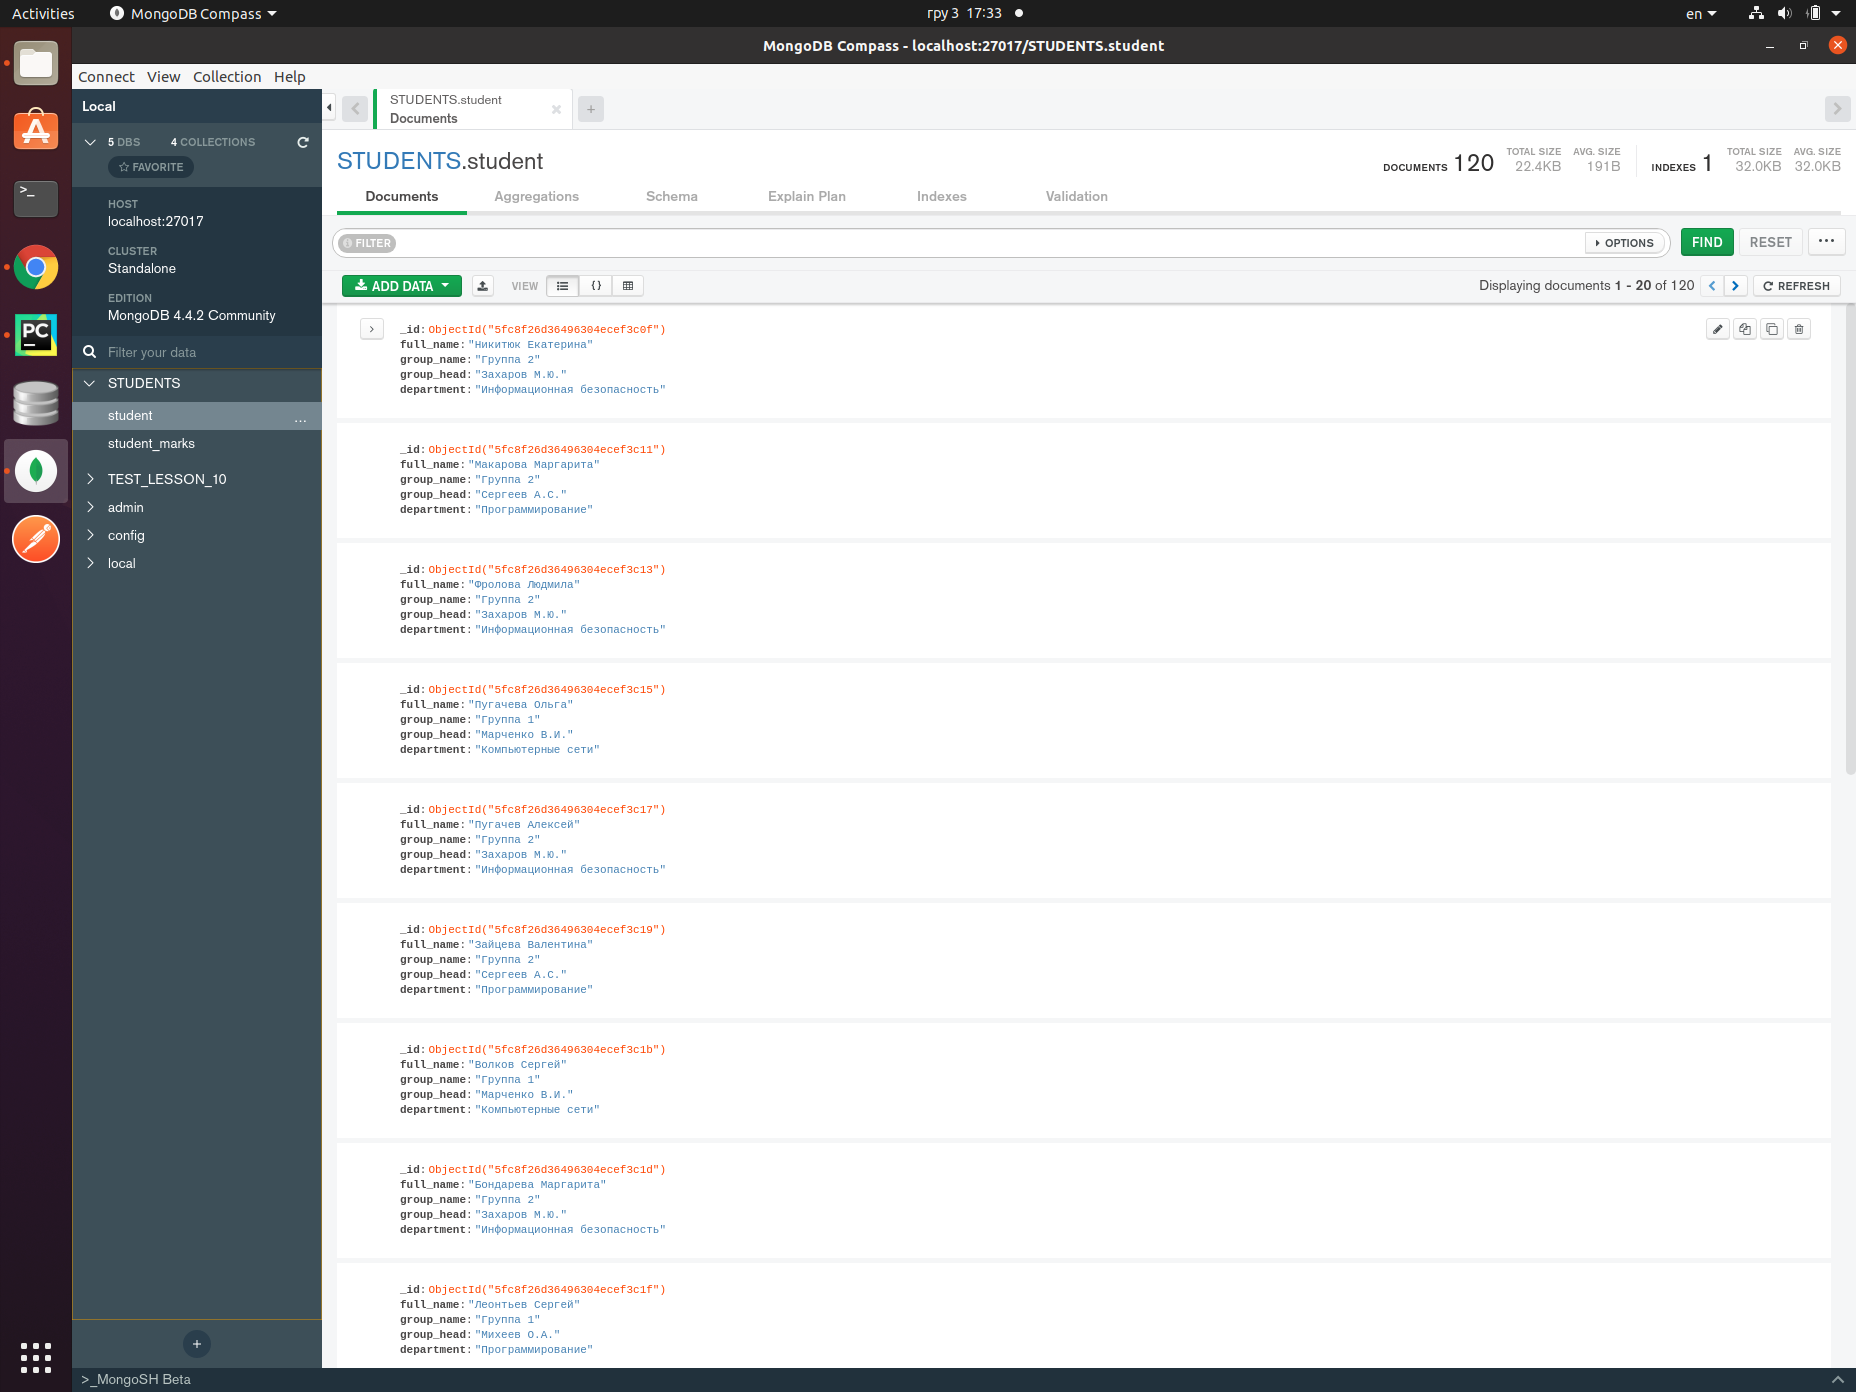 Activities
MongoDB Compass
гру 3 17:33
en
MongoDB Compass - localhost:27017/STUDENTS.student
Connect View Collection Help
Local
5 DBS 4 COLLECTIONS
FAVORITE
HOST
localhost:27017
CLUSTER
Standalone
EDITION
MongoDB 4.4.2 Community
Filter your data
STUDENTS
student ...
student_marks
TEST_LESSON_10
admin
config
local
+
>_MongoSH Beta
>_
PC
STUDENTS.student
Documents
+
STUDENTS.student
DOCUMENTS 120 TOTAL SIZE 22.4KB AVG. SIZE 191B INDEXES 1 TOTAL SIZE 32.0KB AVG. SIZE 32.0KB
Documents Aggregations Schema Explain Plan Indexes Validation
FILTER OPTIONS FIND RESET ...
ADD DATA VIEW {} Displaying documents 1 - 20 of 120 REFRESH
_id: ObjectId("5fc8f26d36496304ecef3c0f")
full_name: "Никитюк Екатерина"
group_name: "Группа 2"
group_head: "Захаров М.Ю."
department: "Информационная безопасность"
_id: ObjectId("5fc8f26d36496304ecef3c11")
full_name: "Макарова Маргарита"
group_name: "Группа 2"
group_head: "Сергеев А.С."
department: "Программирование"
_id: ObjectId("5fc8f26d36496304ecef3c13")
full_name: "Фролова Людмила"
group_name: "Группа 2"
group_head: "Захаров М.Ю."
department: "Информационная безопасность"
_id: ObjectId("5fc8f26d36496304ecef3c15")
full_name: "Пугачева Ольга"
group_name: "Группа 1"
group_head: "Марченко В.И."
department: "Компьютерные сети"
_id: ObjectId("5fc8f26d36496304ecef3c17")
full_name: "Пугачев Алексей"
group_name: "Группа 2"
group_head: "Захаров М.Ю."
department: "Информационная безопасность"
_id: ObjectId("5fc8f26d36496304ecef3c19")
full_name: "Зайцева Валентина"
group_name: "Группа 2"
group_head: "Сергеев А.С."
department: "Программирование"
_id: ObjectId("5fc8f26d36496304ecef3c1b")
full_name: "Волков Сергей"
group_name: "Группа 1"
group_head: "Марченко В.И."
department: "Компьютерные сети"
_id: ObjectId("5fc8f26d36496304ecef3c1d")
full_name: "Бондарева Маргарита"
group_name: "Группа 2"
group_head: "Захаров М.Ю."
department: "Информационная безопасность"
_id: ObjectId("5fc8f26d36496304ecef3c1f")
full_name: "Леонтьев Сергей"
group_name: "Группа 1"
group_head: "Михеев О.А."
department: "Программирование"